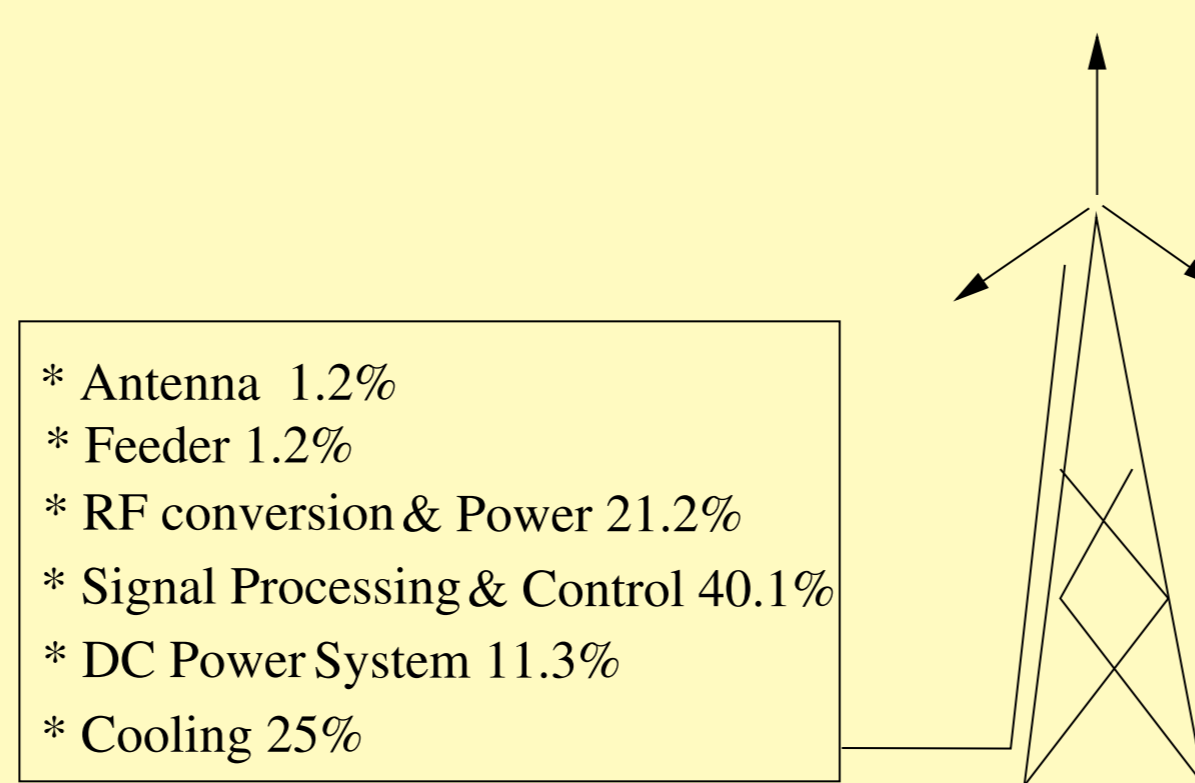 * Antenna 1.2%
* Feeder 1.2%
* RF conversion & Power 21.2%
* Signal Processing & Control 40.1%
* DC Power System 11.3%
* Cooling 25%